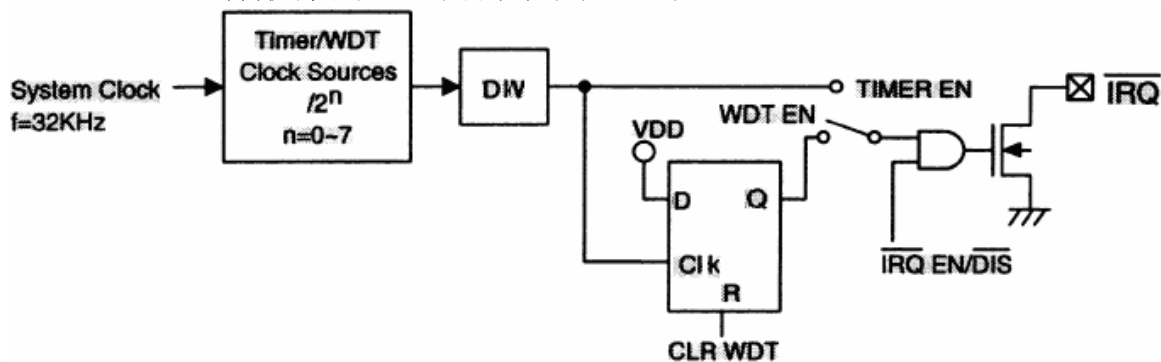 Timer/WDT
Clock Sources
/2ⁿ
n=0~7
System Clock
f=32KHz
DIV
TIMER EN
IRQ
WDT EN
VDD
D
Q
Clk
R
IRQ EN/DIS
CLR WDT